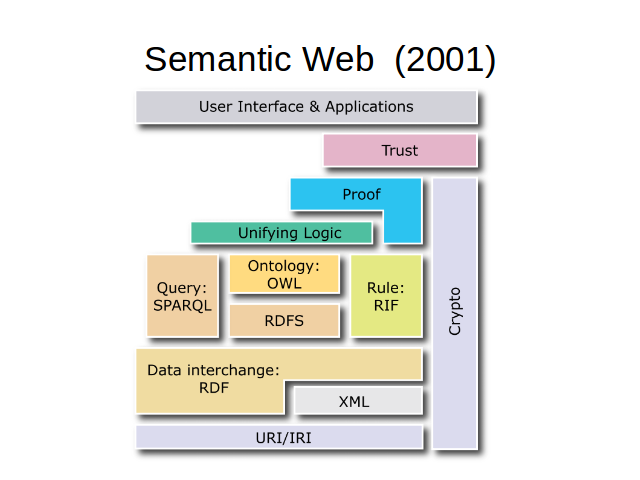 Semantic Web (2001)
User Interface & Applications
Trust
Proof
Unifying Logic
Query:
SPARQL
Ontology:
OWL
RDFS
Rule:
RIF
Crypto
Data interchange:
RDF
XML
URI/IRI